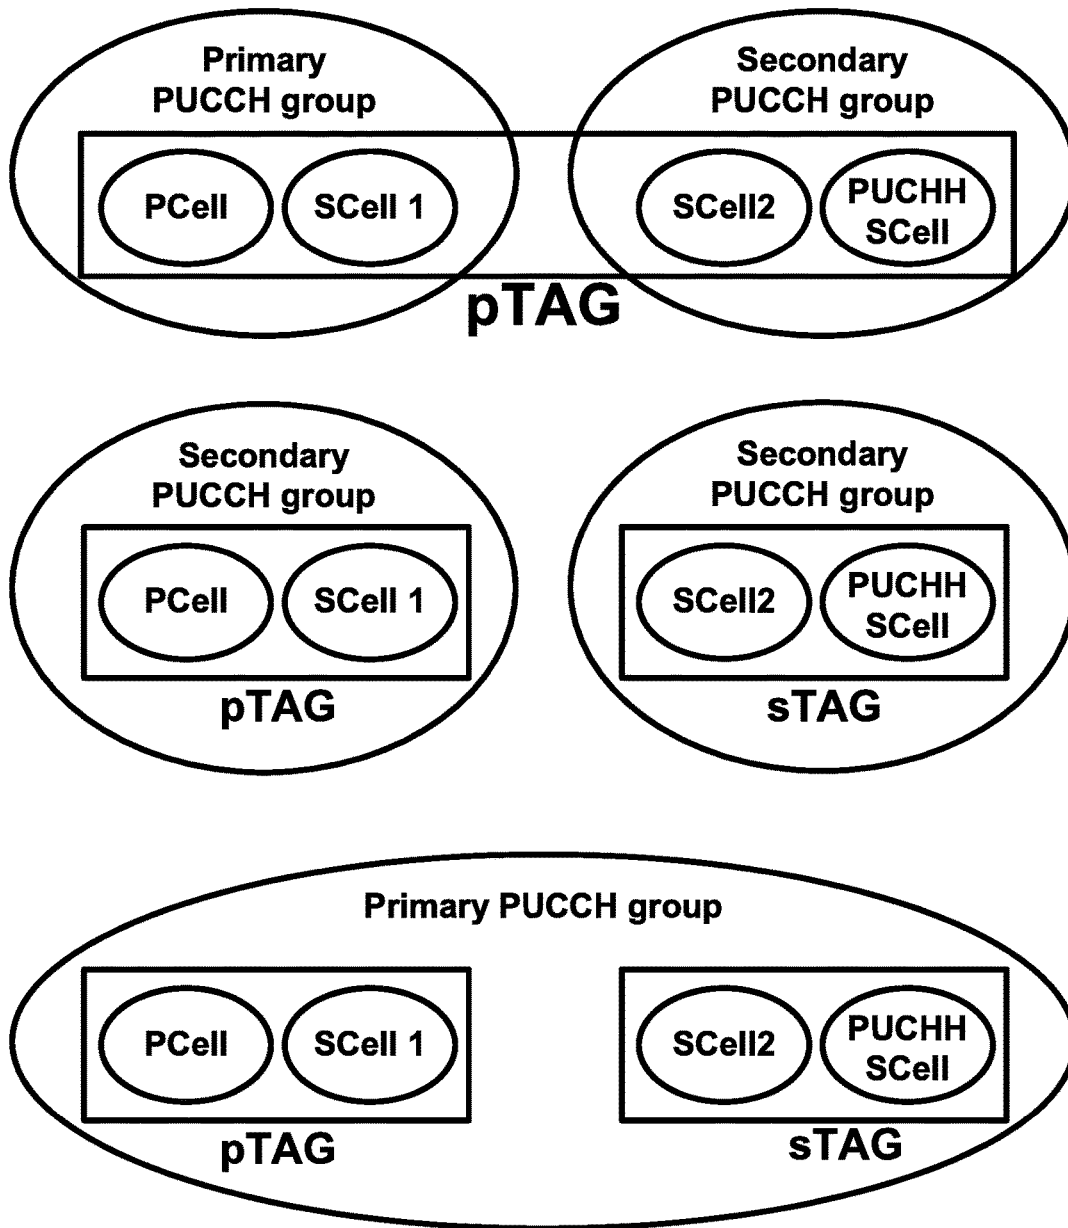 Primary
PUCCH group
Secondary
PUCCH group
PCell
SCell 1
SCell2
PUCHH
SCell
pTAG
Secondary
PUCCH group
Secondary
PUCCH group
PCell
SCell 1
SCell2
PUCHH
SCell
pTAG
sTAG
Primary PUCCH group
PCell
SCell 1
SCell2
PUCHH
SCell
pTAG
sTAG